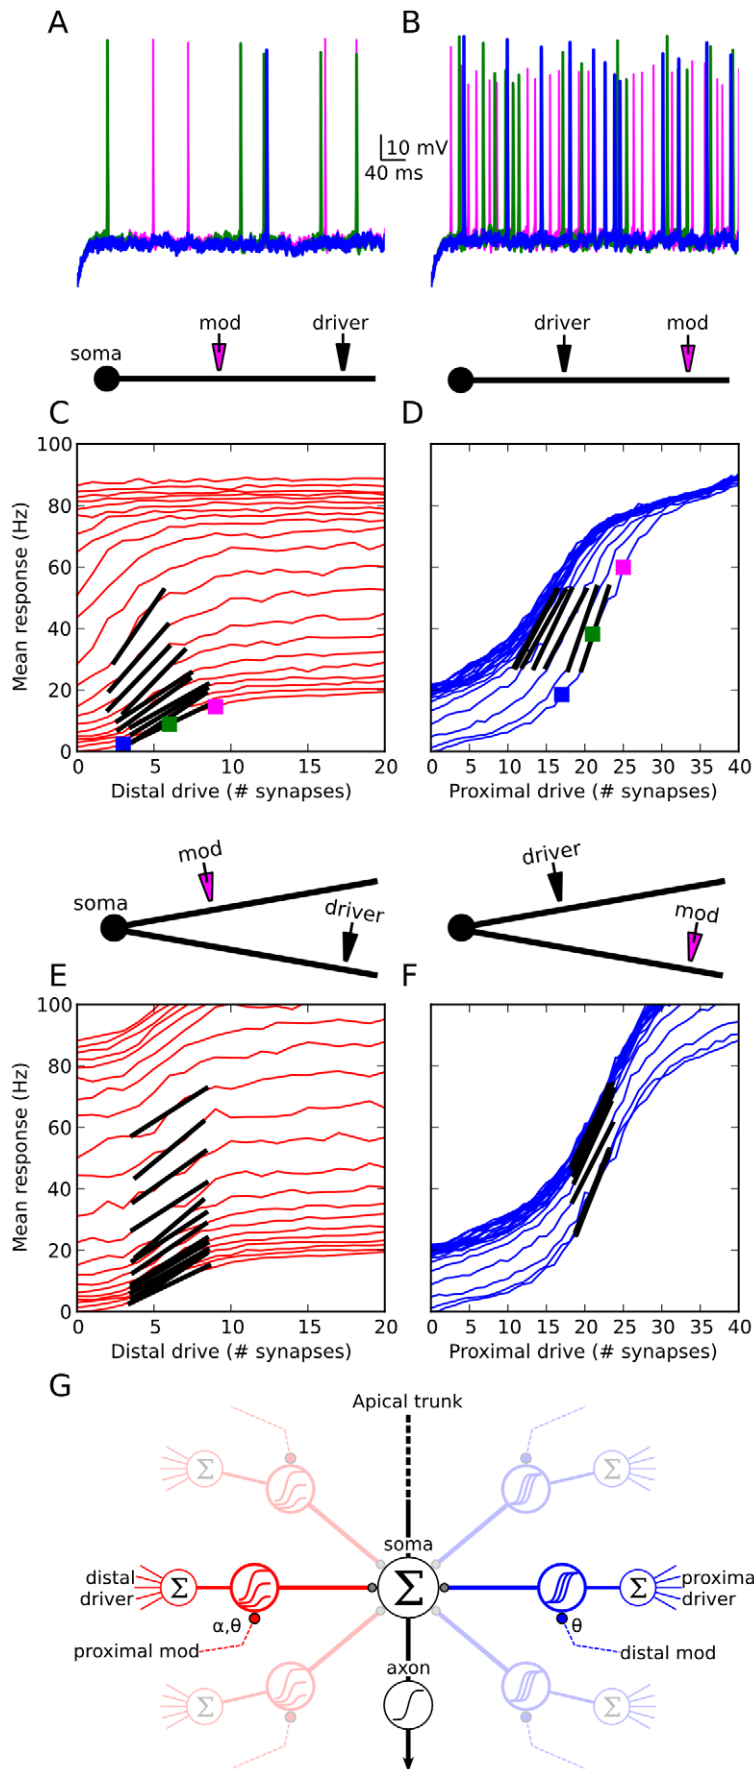 A B
10 mV
40 ms
mod driver driver mod
soma
C D
100
80
60
40
20
0
Mean response (Hz)
0 5 10 15 20
Distal drive (# synapses)
0 5 10 15 20 25 30 35 40
Proximal drive (# synapses)
mod driver
soma driver mod
E F
100
80
60
40
20
0
Mean response (Hz)
0 5 10 15 20
Distal drive (# synapses)
0 5 10 15 20 25 30 35 40
Proximal drive (# synapses)
G
Apical trunk
Σ Σ
soma
distal driver Σ Σ Σ proxima driver
α,θ θ
proximal mod distal mod
axon
Σ Σ